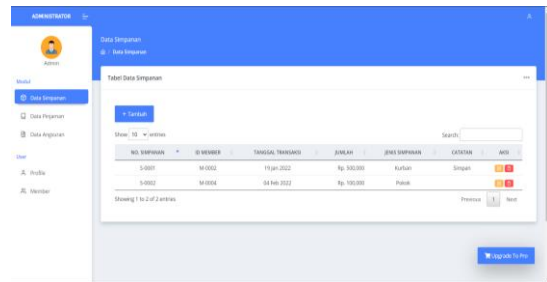 ADMINISTRATOR
Admin
Modul
Data Simpanan
Data Pinjaman
Data Angsuran
User
Profile
Member
Data Simpanan
/ Data Simpanan
Tabel Data Simpanan
+ Tambah
Show 10 entries
Search:
NO. SIMPANAN ID MEMBER TANGGAL TRANSAKSI JUMLAH JENIS SIMPANAN CATATAN AKSI
S-0001 M-0002 19 Jan 2022 Rp. 500,000 Kurban Simpan
S-0002 M-0004 04 Feb 2022 Rp. 100,000 Pokok
Showing 1 to 2 of 2 entries
Previous 1 Next
Upgrade To Pro